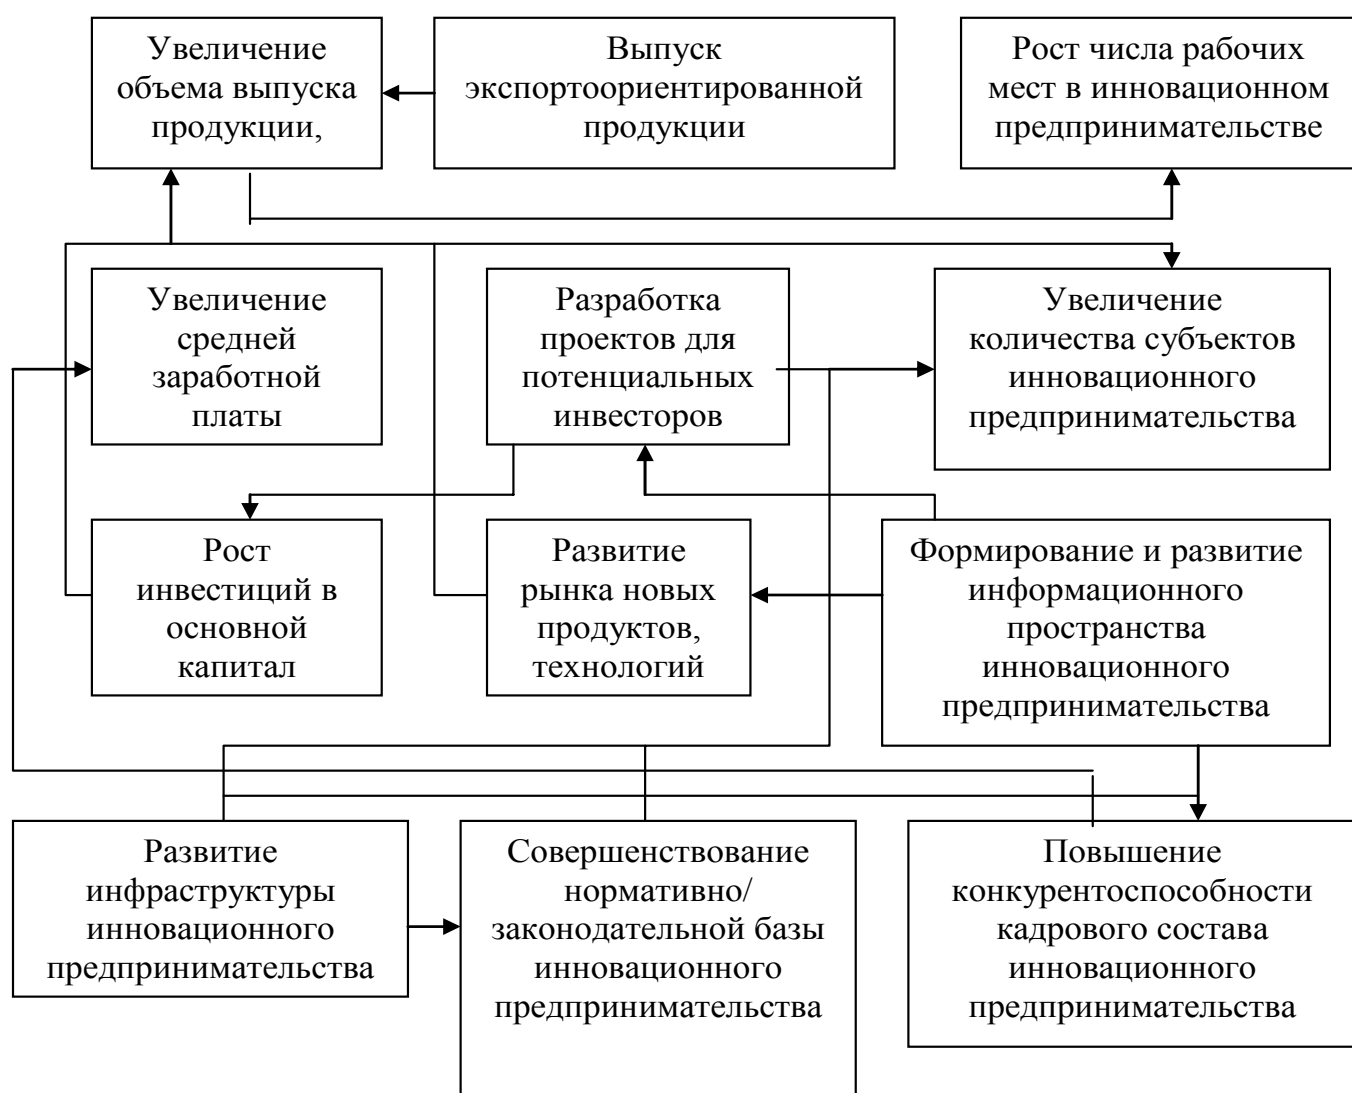 Увеличение
объема выпуска
продукции,
Выпуск
экспортоориентированной
продукции
Рост числа рабочих
мест в инновационном
предпринимательстве
Увеличение
средней
заработной
платы
Разработка
проектов для
потенциальных
инвесторов
Увеличение
количества субъектов
инновационного
предпринимательства
Рост
инвестиций в
основной
капитал
Развитие
рынка новых
продуктов,
технологий
Формирование и развитие
информационного
пространства
инновационного
предпринимательства
Развитие
инфраструктуры
инновационного
предпринимательства
Совершенствование
нормативно/
законодательной базы
инновационного
предпринимательства
Повышение
конкурентоспособности
кадрового состава
инновационного
предпринимательства